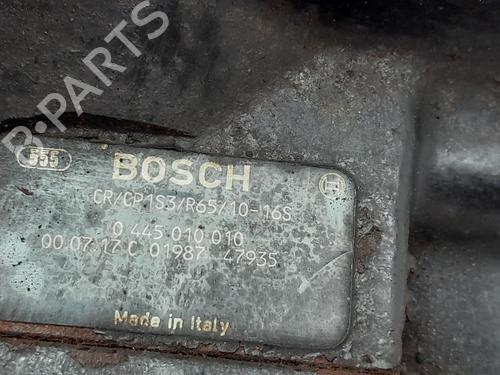 B-PARTS
555
BOSCH
CR/CP1S3/R65/10-16S
0 445 010 010
00.07.17 C 01987 47935
Made in Italy